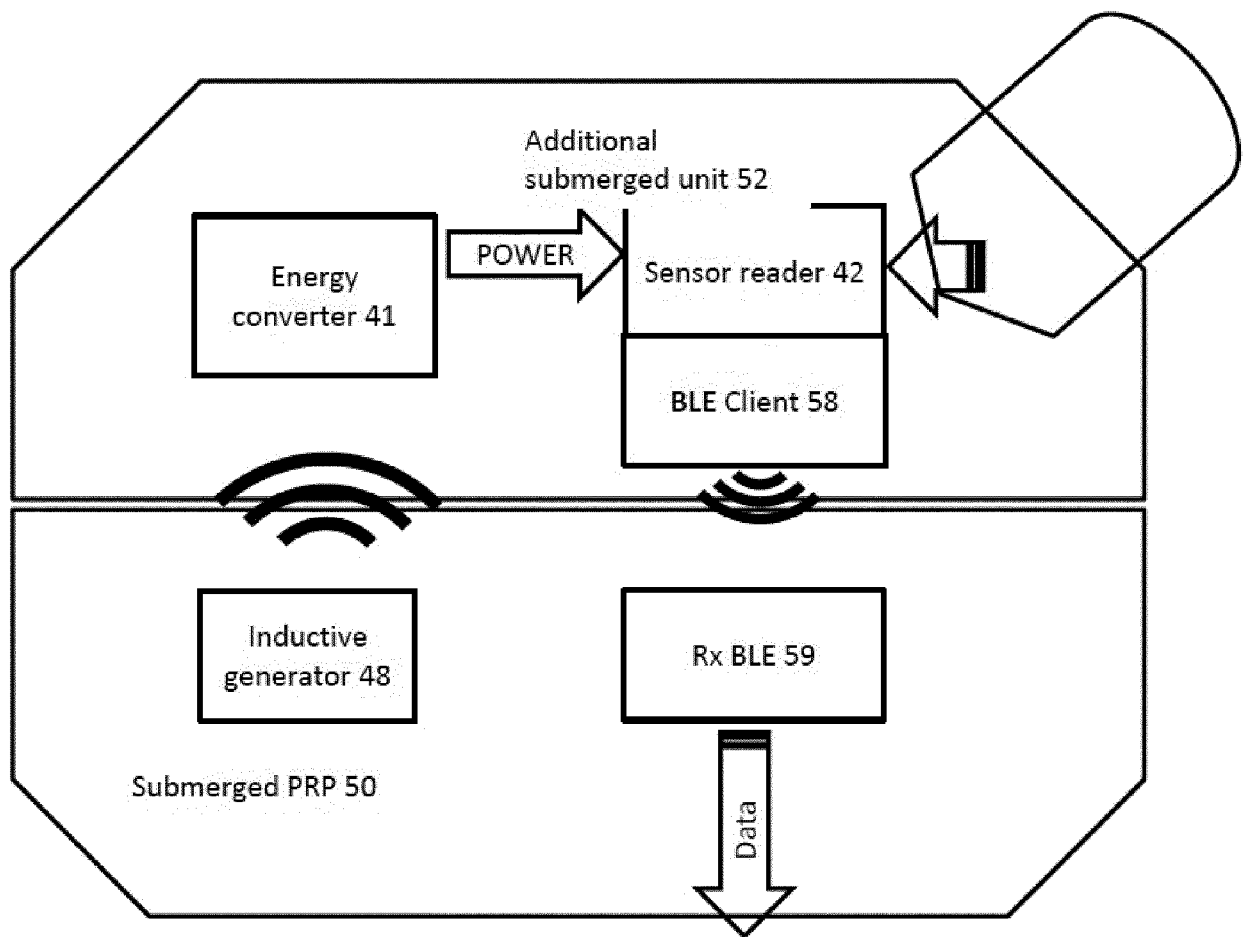 Additional
submerged unit 52
Energy
converter 41
POWER
Sensor reader 42
BLE Client 58
Inductive
generator 48
Rx BLE 59
Submerged PRP 50
Data